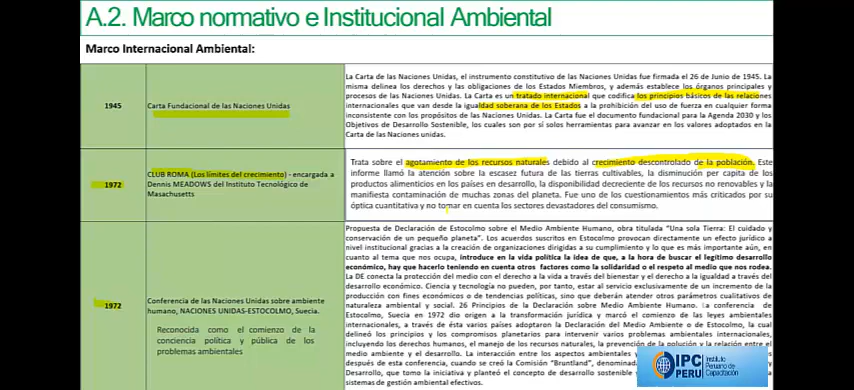 A.2. Marco normativo e Institucional Ambiental
Marco Internacional Ambiental:
1945
Carta Fundacional de las Naciones Unidas
La Carta de las Naciones Unidas, el instrumento constitutivo de las Naciones Unidas fue firmada el 26 de Junio de 1945. La
misma delinea los derechos y las obligaciones de los Estados Miembros, y además establece los órganos principales y
procesos de las Naciones Unidas. La Carta es un tratado internacional que codifica los principios básicos de las relaciones
internacionales que van desde la igualdad soberana de los Estados a la prohibición del uso de fuerza en cualquier forma
inconsistente con los propósitos de las Naciones Unidas. La Carta fue el documento fundacional para la Agenda 2030 y los
Objetivos de Desarrollo Sostenible, los cuales son por sí solos herramientas para avanzar en los valores adoptados en la
Carta de las Naciones unidas.
1972
CLUB ROMA (Los límites del crecimiento) - encargada a
Dennis MEADOWS del Instituto Tecnológico de
Masachusetts
Trata sobre el agotamiento de los recursos naturales debido al crecimiento descontrolado de la población. Este
informe llamó la atención sobre la escasez futura de las tierras cultivables, la disminución per capita de los
productos alimenticios en los países en desarrollo, la disponibilidad decreciente de los recursos no renovables y la
manifiesta contaminación de muchas zonas del planeta. Fue uno de los cuestionamientos más criticados por su
óptica cuantitativa y no tomar en cuenta los sectores devastadores del consumismo.
1972
Conferencia de las Naciones Unidas sobre ambiente
humano, NACIONES UNIDAS-ESTOCOLMO, Suecia.
Reconocida como el comienzo de la
conciencia política y pública de los
problemas ambientales
Propuesta de Declaración de Estocolmo sobre el Medio Ambiente Humano, obra titulada "Una sola Tierra: El cuidado y
conservación de un pequeño planeta". Los acuerdos suscritos en Estocolmo provocan directamente un efecto jurídico a
nivel institucional gracias a la creación de organizaciones dirigidas a su cumplimiento y lo que es más importante aún, en
cuanto al tema que nos ocupa, introduce en la vida política la idea de que, a la hora de buscar el legítimo desarrollo
económico, hay que hacerlo teniendo en cuenta otros factores como la solidaridad o el respeto al medio que nos rodea.
La DE conecta la protección del medio con el derecho a la vida a través del bienestar y el derecho a la igualdad a través del
desarrollo económico. Ciencia y tecnología no pueden, por tanto, estar al servicio exclusivamente de un incremento de la
producción con fines económicos o de tendencias políticas, sino que deberán atender otros parámetros cualitativos de
naturaleza ambiental y social. 26 Principios de la Declaración sobre Medio Ambiente Humano. La conferencia de
Estocolmo, Suecia en 1972 dio origen a la transformación jurídica y marcó el comienzo de las leyes ambientales
internacionales, a través de ésta varios países adoptaron la Declaración del Medio Ambiente o de Estocolmo, la cual
delineó los principios y los compromisos planetarios para intervenir varios problemas ambientales internacionales,
incluyendo los derechos humanos, el manejo de los recursos naturales, la prevención de la polución y la relación entre el
medio ambiente y el desarrollo. La interacción entre los aspectos ambientales y
después de esta conferencia, cuando se creó la Comisión "Bruntland", denominad
Desarrollo, que tomo la iniciativa y planteó el concepto de desarrollo sostenible
sistemas de gestión ambiental efectivos.
IPC
PERU
Instituto
Peruano de
Capacitación